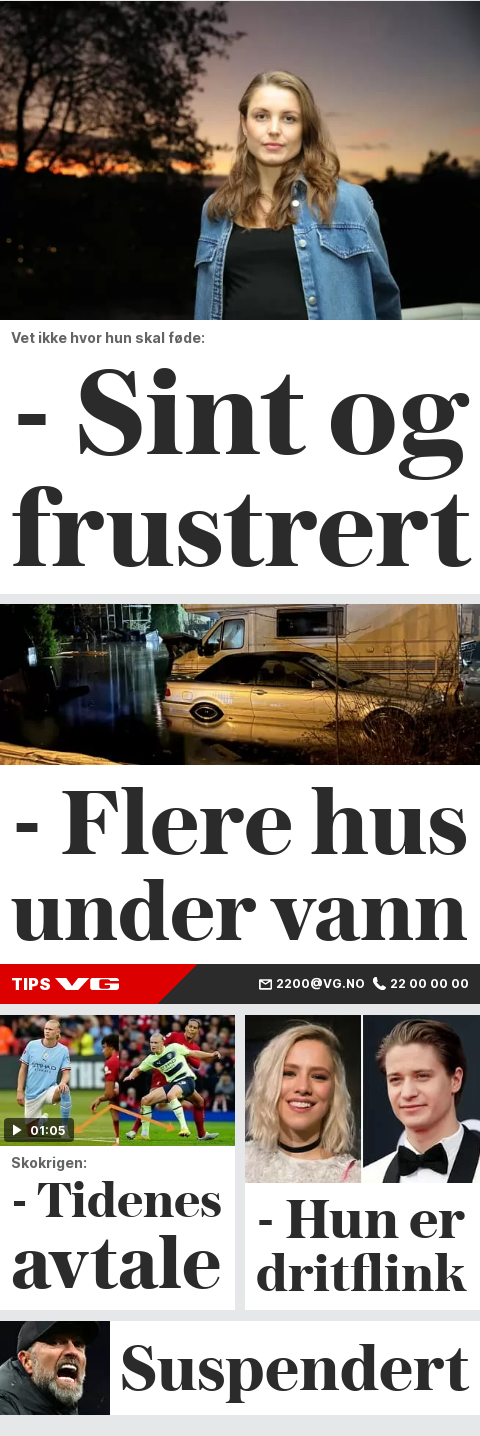 Vet ikke hvor hun skal føde:
- Sint og
frustrert
- Flere hus
under vann
TIPS VG 2200@VG.NO 22 00 00 00
ETIHAD
01:05
Skokrigen:
- Tidenes
avtale
- Hun er
dritflink
Suspendert